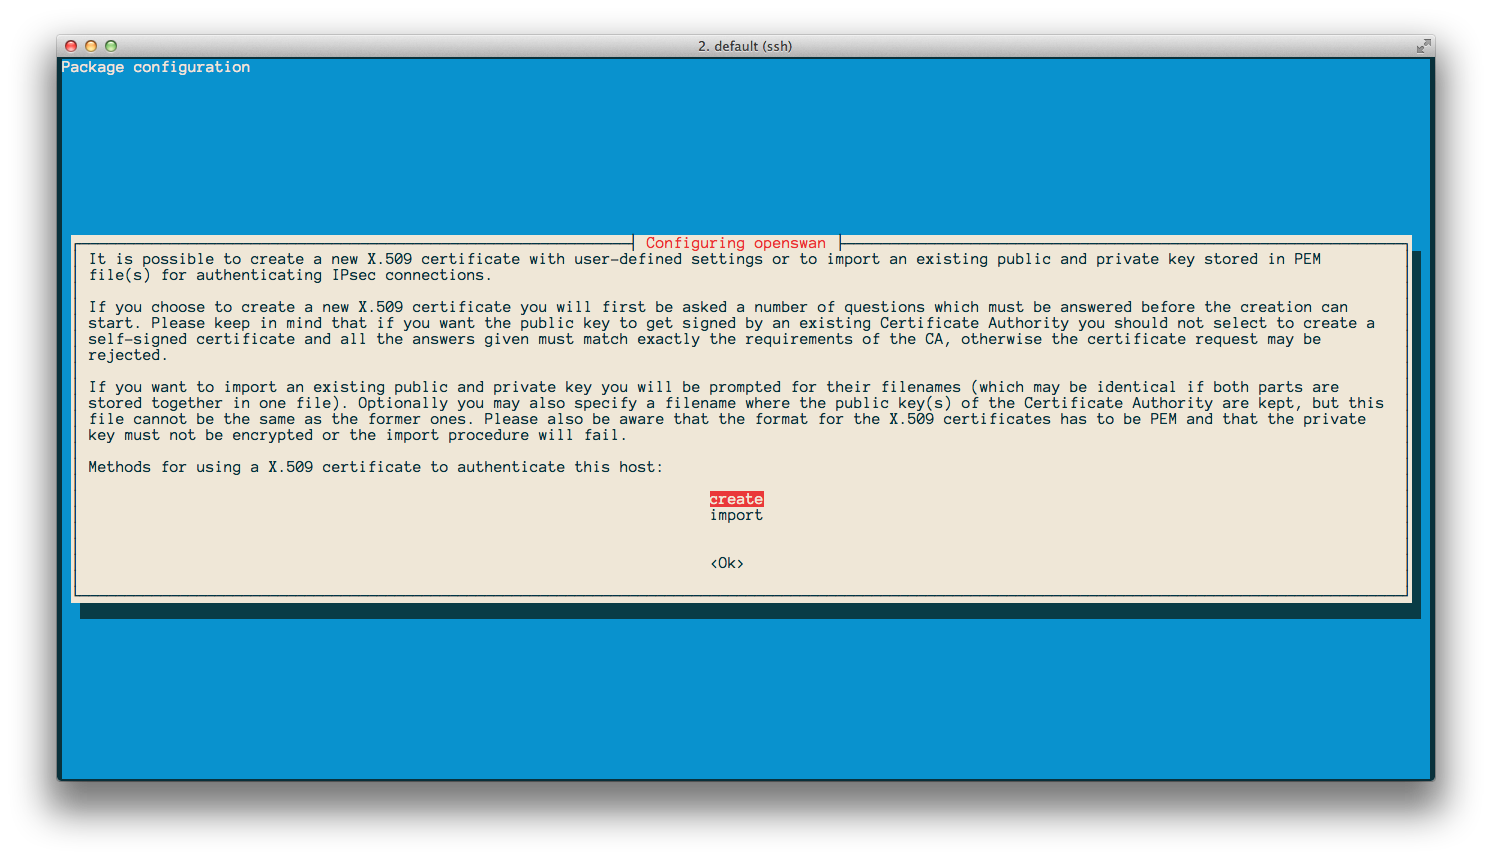 2. default (ssh)
Package configuration
Configuring openswan
It is possible to create a new X.509 certificate with user-defined settings or to import an existing public and private key stored in PEM
file(s) for authenticating IPsec connections.
If you choose to create a new X.509 certificate you will first be asked a number of questions which must be answered before the creation can
start. Please keep in mind that if you want the public key to get signed by an existing Certificate Authority you should not select to create a
self-signed certificate and all the answers given must match exactly the requirements of the CA, otherwise the certificate request may be
rejected.
If you want to import an existing public and private key you will be prompted for their filenames (which may be identical if both parts are
stored together in one file). Optionally you may also specify a filename where the public key(s) of the Certificate Authority are kept, but this
file cannot be the same as the former ones. Please also be aware that the format for the X.509 certificates has to be PEM and that the private
key must not be encrypted or the import procedure will fail.
Methods for using a X.509 certificate to authenticate this host:
create
import
<Ok>